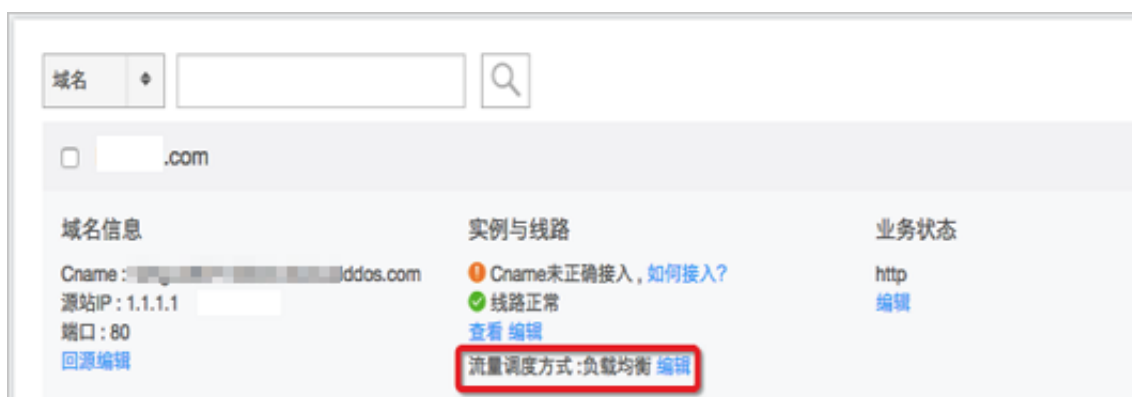 域名
.com
域名信息
实例与线路
业务状态
Cname :
ddos.com
Cname未正确接入 , 如何接入?
http
源站IP : 1.1.1.1
线路正常
编辑
端口 : 80
查看 编辑
回源编辑
流量调度方式 :负载均衡 编辑